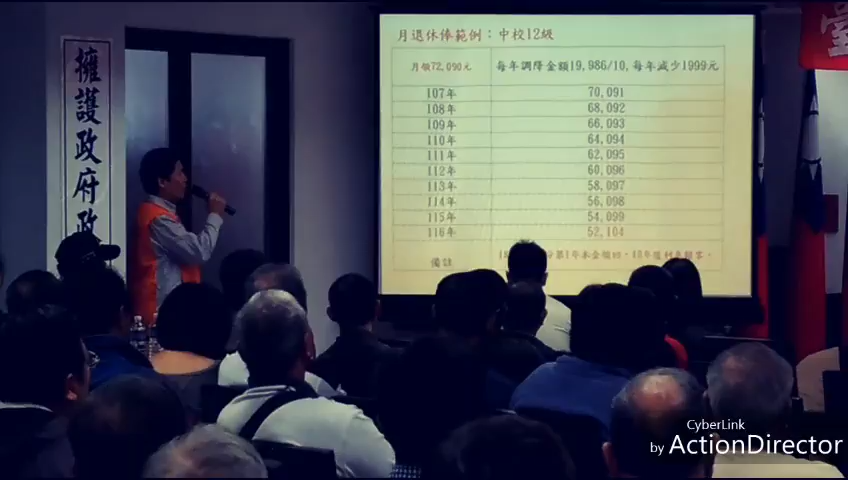 擁護政府政
臺
月退休俸範例：中校12級
月領72,090元 每年調降金額19,986/10，每年減少1999元
107年 70,091
108年 68,092
109年 66,093
110年 64,094
111年 62,095
112年 60,096
113年 58,097
114年 56,098
115年 54,099
116年 52,104
備註
CyberLink
by ActionDirector